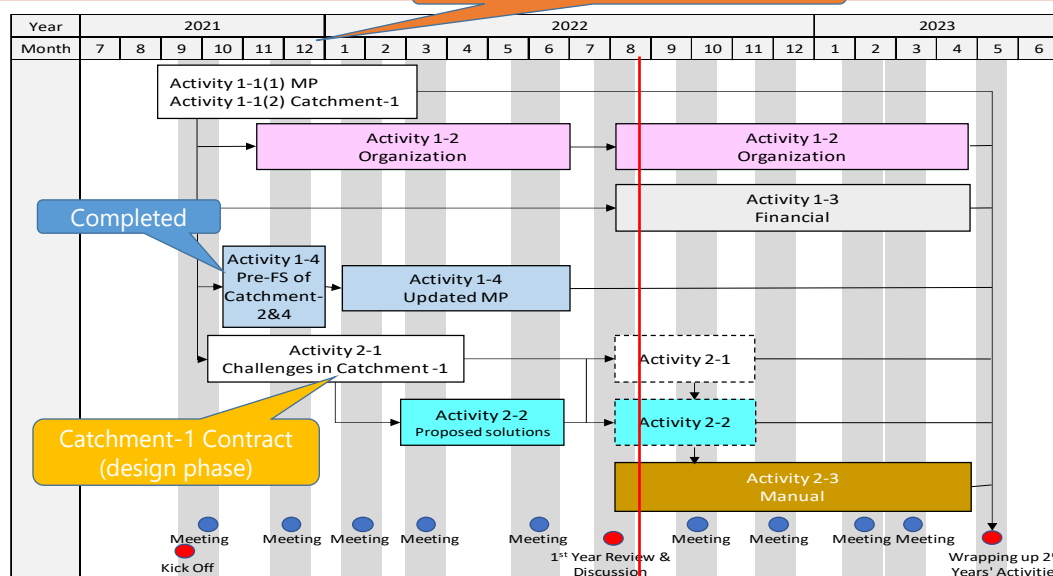 Year 2021 2022 2023
Month 7 8 9 10 11 12 1 2 3 4 5 6 7 8 9 10 11 12 1 2 3 4 5 6
Activity 1-1(1) MP
Activity 1-1(2) Catchment-1
Activity 1-2
Organization
Activity 1-2
Organization
Activity 1-3
Financial
Completed
Activity 1-4
Pre-FS of
Catchment-
2&4
Activity 1-4
Updated MP
Activity 2-1
Challenges in Catchment -1
Activity 2-1
Activity 2-2
Proposed solutions
Activity 2-2
Catchment-1 Contract
(design phase)
Activity 2-3
Manual
Meeting Meeting Meeting Meeting Meeting Meeting Meeting Meeting Meeting
Kick Off
1st Year Review &
Discussion
Wrapping up
Years' Activitie